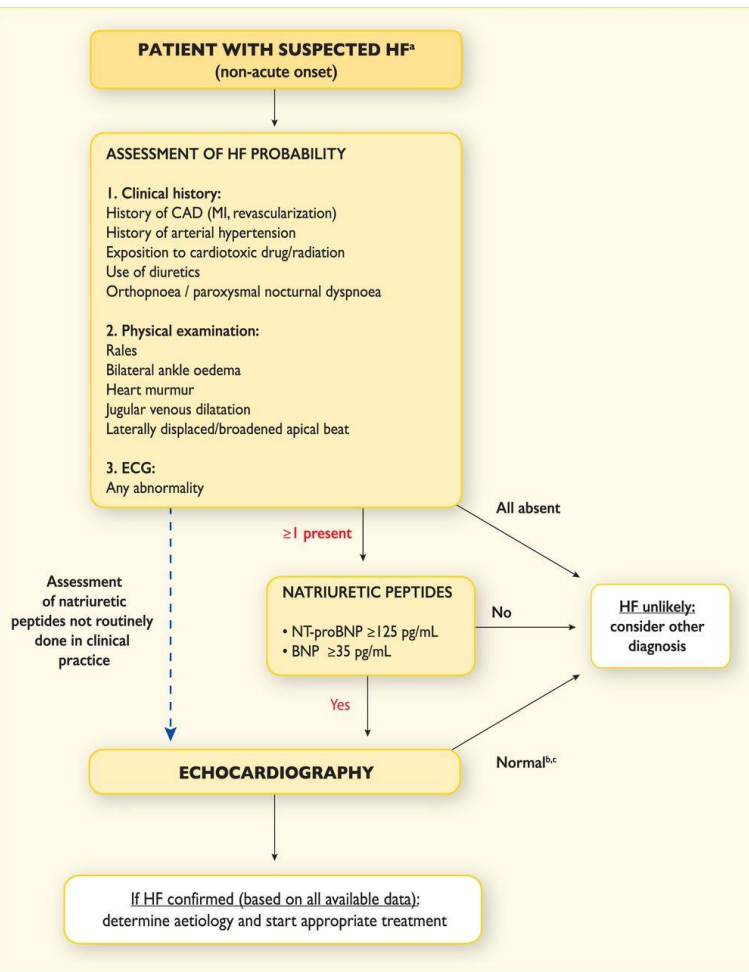 PATIENT WITH SUSPECTED HFª
(non-acute onset)
ASSESSMENT OF HF PROBABILITY
1. Clinical history:
History of CAD (MI, revascularization)
History of arterial hypertension
Exposition to cardiotoxic drug/radiation
Use of diuretics
Orthopnoea / paroxysmal nocturnal dyspnoea
2. Physical examination:
Rales
Bilateral ankle oedema
Heart murmur
Jugular venous dilatation
Laterally displaced/broadened apical beat
3. ECG:
Any abnormality
All absent
≥1 present
Assessment
of natriuretic
peptides not routinely
done in clinical
practice
NATRIURETIC PEPTIDES
• NT-proBNP ≥125 pg/mL
• BNP ≥35 pg/mL
No
HF unlikely:
consider other
diagnosis
Yes
ECHOCARDIOGRAPHY
Normalb,c
If HF confirmed (based on all available data):
determine aetiology and start appropriate treatment